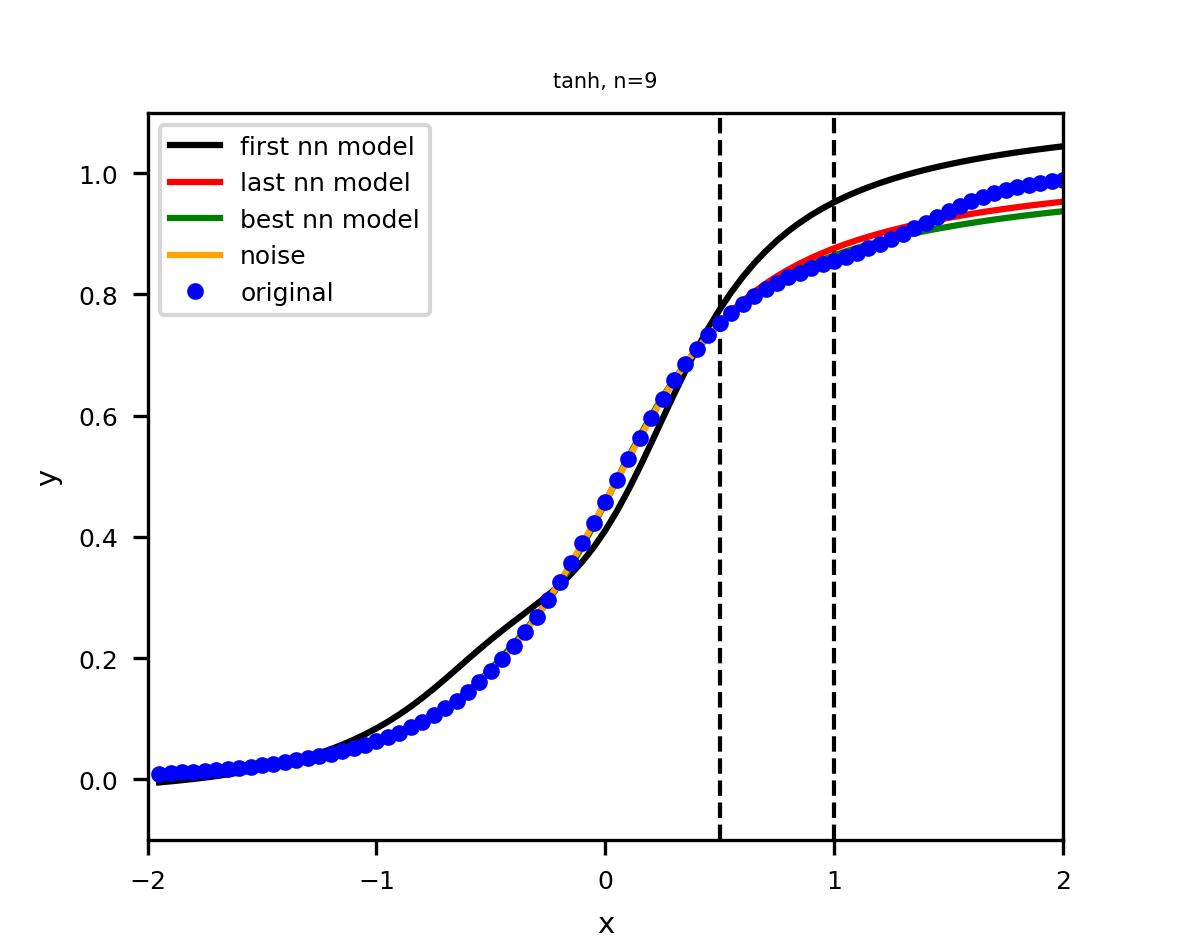 tanh, n=9
first nn model
last nn model
best nn model
noise
original
1.0
0.8
0.6
0.4
0.2
0.0
y
−2
−1
0
1
2
x